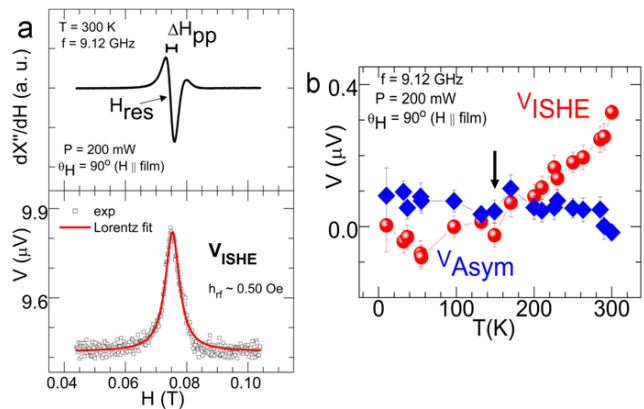 a
T = 300 K
f = 9.12 GHz
ΔHpp
Hres
P = 200 mW
θH = 90° (H || film)
dX"/dH (a. u.)
9.9
9.6
V (μV)
exp
Lorentz fit
VISHE
hrf ~ 0.50 Oe
0.04 0.06 0.08 0.10
H (T)
b
f = 9.12 GHz
P = 200 mW
θH = 90° (H || film)
VISHE
VAsym
0.4
0.0
V (μV)
0 100 200 300
T(K)